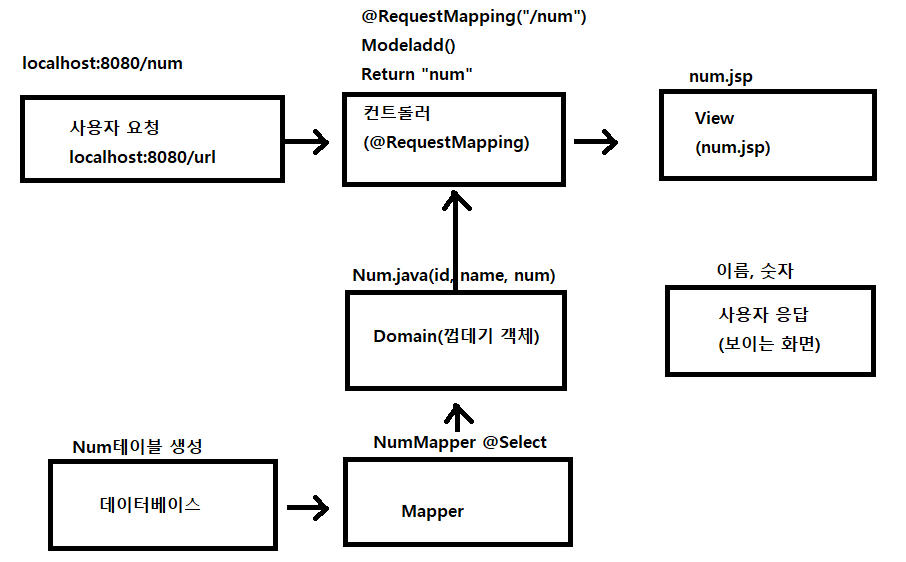 @RequestMapping("/num")
Modeladd()
Return "num"
localhost:8080/num
num.jsp
사용자 요청
localhost:8080/url
컨트롤러
(@RequestMapping)
View
(num.jsp)
Num.java(id, name, num)
Domain(껍데기 객체)
이름, 숫자
사용자 응답
(보이는 화면)
Num테이블 생성
데이터베이스
NumMapper @Select
Mapper